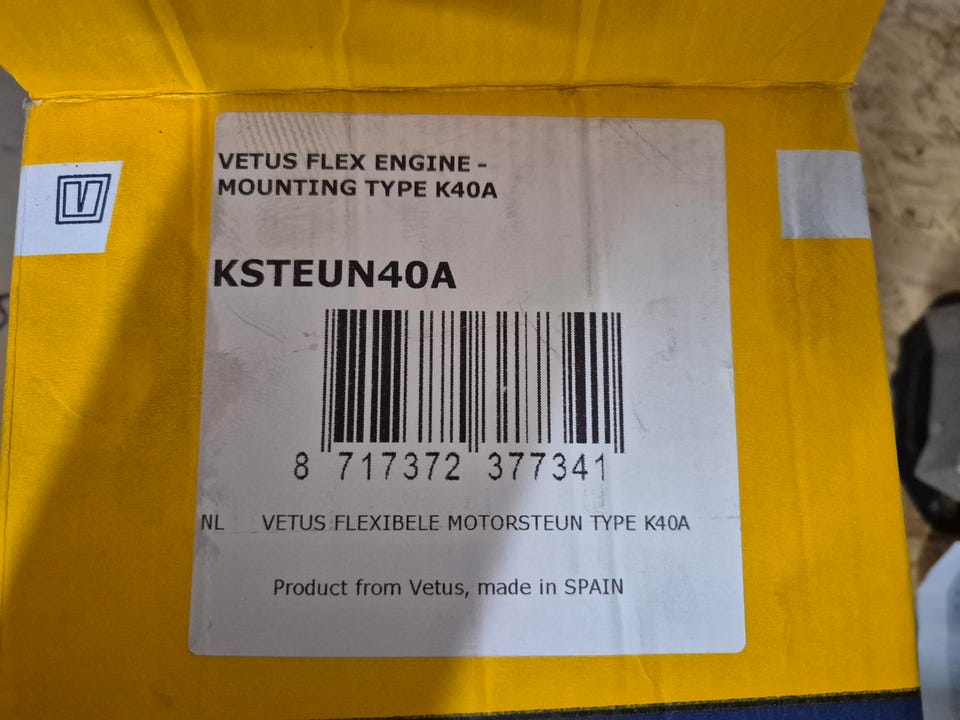 VETUS FLEX ENGINE -
MOUNTING TYPE K40A
KSTEUN40A
8 717372 377341
NL VETUS FLEXIBELE MOTORSTEUN TYPE K40A
Product from Vetus, made in SPAIN